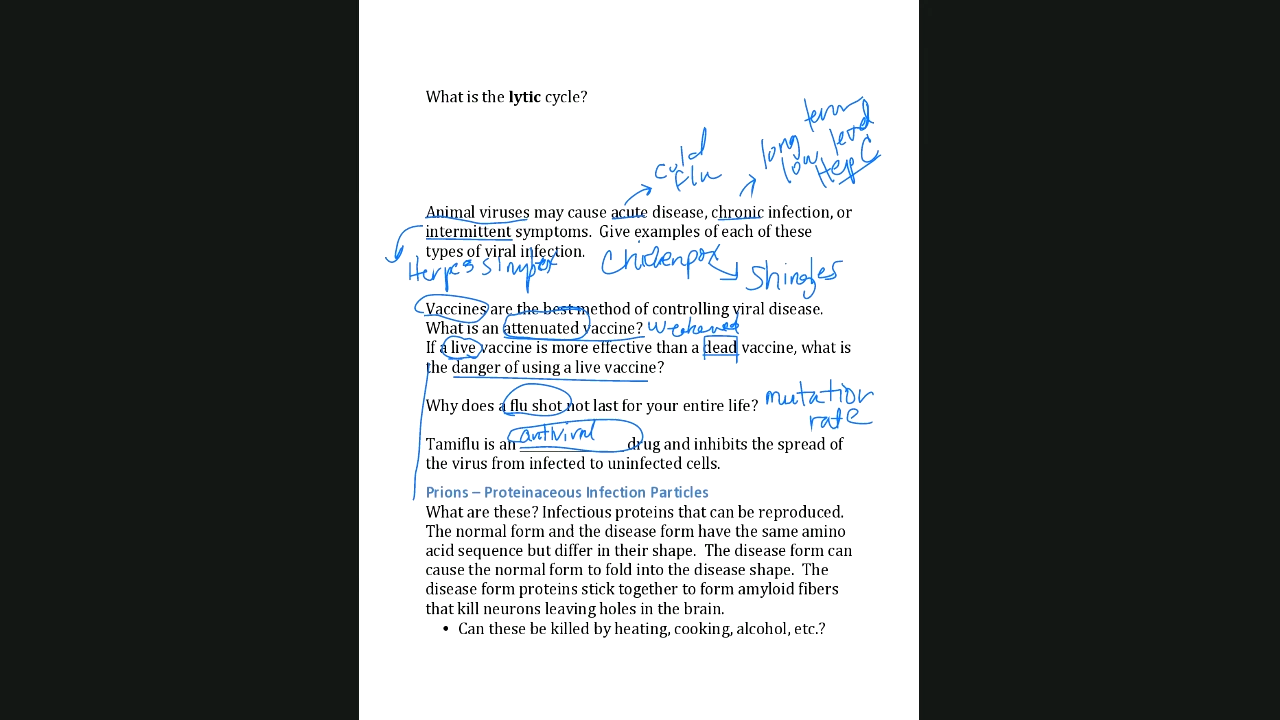 What is the lytic cycle?
long term
low level
Hep C
cold
flu
Animal viruses may cause acute disease, chronic infection, or
intermittent symptoms. Give examples of each of these
types of viral infection.
Herpes simplex
Chickenpox
Shingles
Vaccines are the best method of controlling viral disease.
What is an attenuated vaccine? weakened
If a live vaccine is more effective than a dead vaccine, what is
the danger of using a live vaccine?
Why does a flu shot not last for your entire life? mutation
rate
Tamiflu is an antiviral drug and inhibits the spread of
the virus from infected to uninfected cells.
Prions – Proteinaceous Infection Particles
What are these? Infectious proteins that can be reproduced.
The normal form and the disease form have the same amino
acid sequence but differ in their shape. The disease form can
cause the normal form to fold into the disease shape. The
disease form proteins stick together to form amyloid fibers
that kill neurons leaving holes in the brain.
• Can these be killed by heating, cooking, alcohol, etc.?